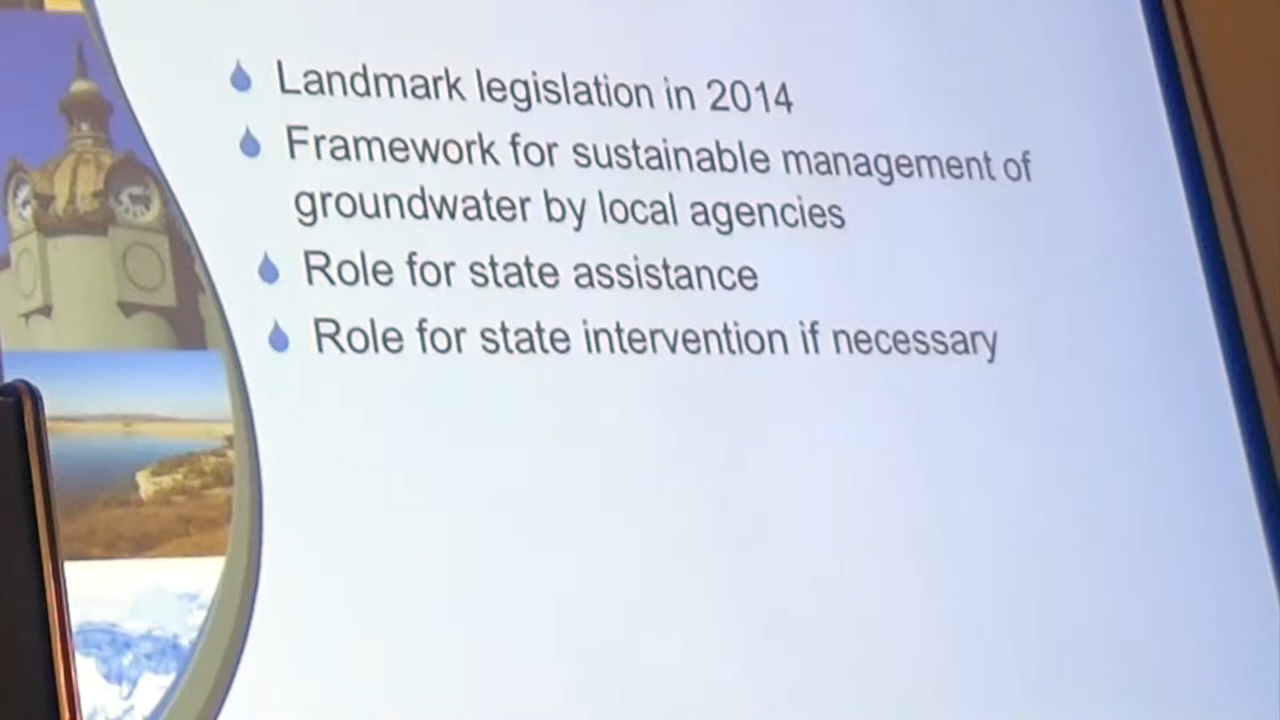 Landmark legislation in 2014
Framework for sustainable management of
groundwater by local agencies
Role for state assistance
Role for state intervention if necessary